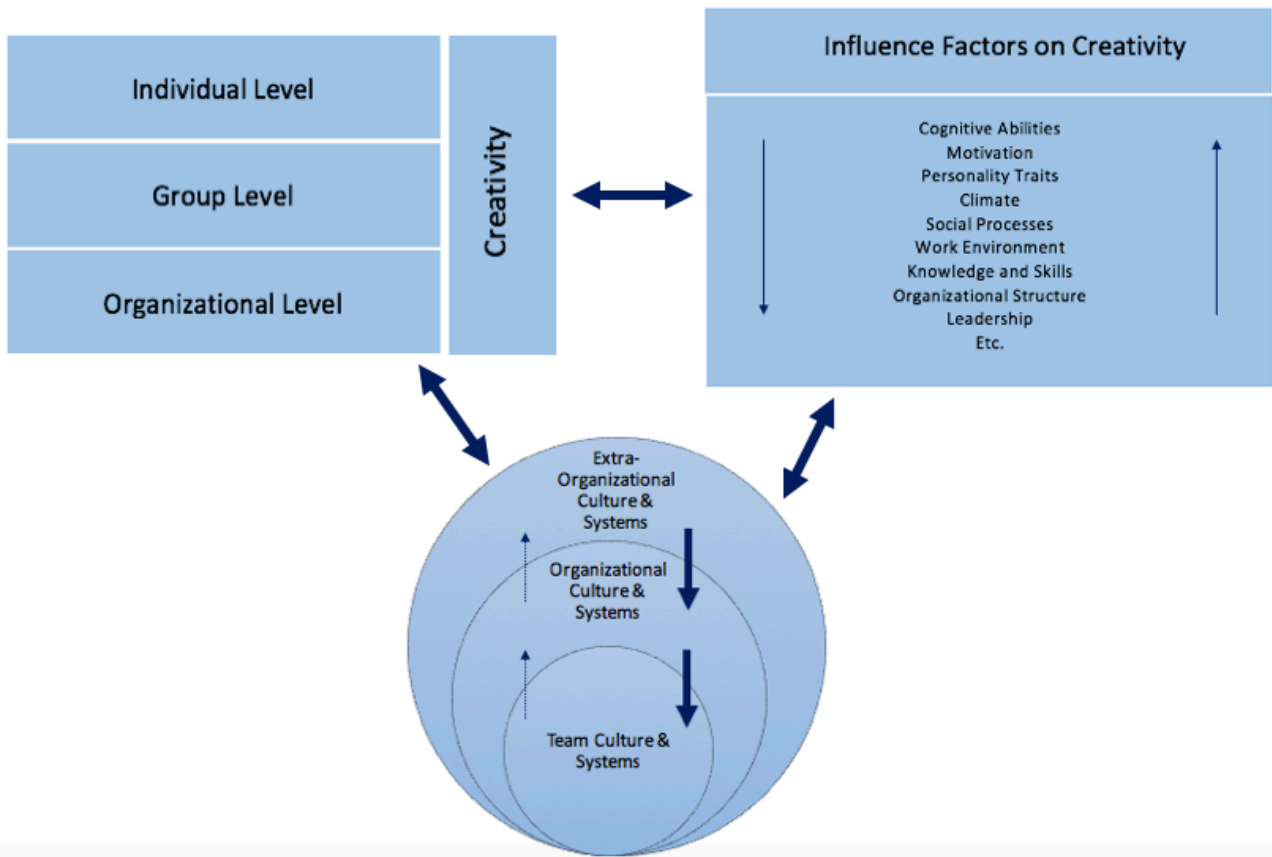 Individual Level
Group Level
Organizational Level
Creativity
Influence Factors on Creativity
Cognitive Abilities
Motivation
Personality Traits
Climate
Social Processes
Work Environment
Knowledge and Skills
Organizational Structure
Leadership
Etc.
Extra-
Organizational
Culture &
Systems
Organizational
Culture &
Systems
Team Culture &
Systems